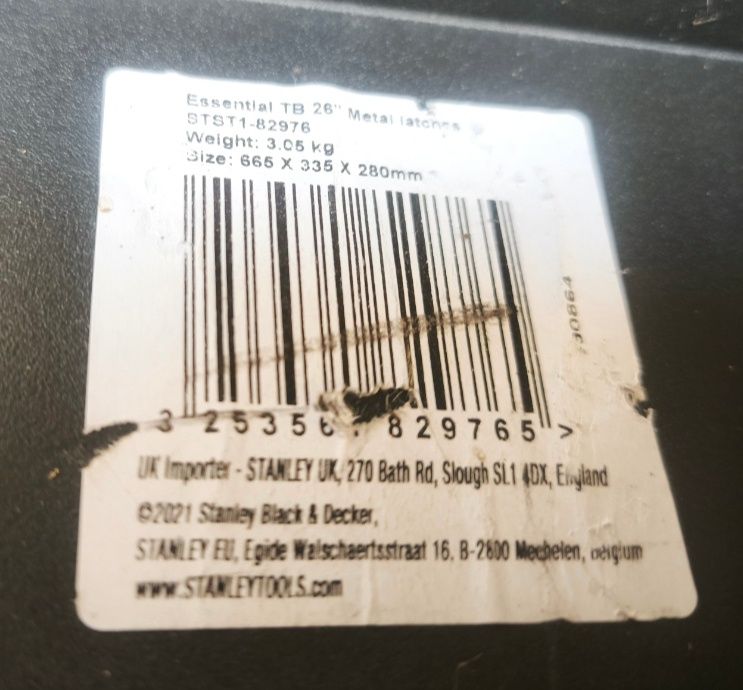 Essential TB 26" Metal latches
STST1-82976
Weight: 3.05 kg
Size: 665 X 335 X 280mm
3 253561 829765 >
UK Importer - STANLEY UK, 270 Bath Rd, Slough SL1 4DX, England
©2021 Stanley Black & Decker,
STANLEY EU, Egide Walschaertsstraat 16, B-2800 Mechelen, Belgium
www.STANLEYTOOLS.com